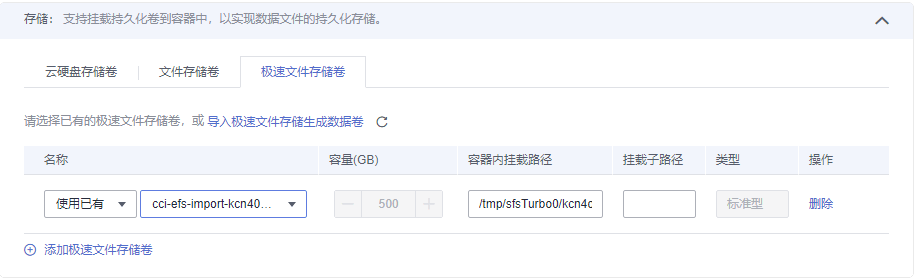 存储： 支持挂载持久化卷到容器中，以实现数据文件的持久化存储。
云硬盘存储卷 文件存储卷 极速文件存储卷
请选择已有的极速文件存储卷，或 导入极速文件存储生成数据卷
名称 容量(GB) 容器内挂载路径 挂载子路径 类型 操作
使用已有 cci-efs-import-kcn40... 500 /tmp/sfsTurbo0/kcn4c 标准型 删除
添加极速文件存储卷